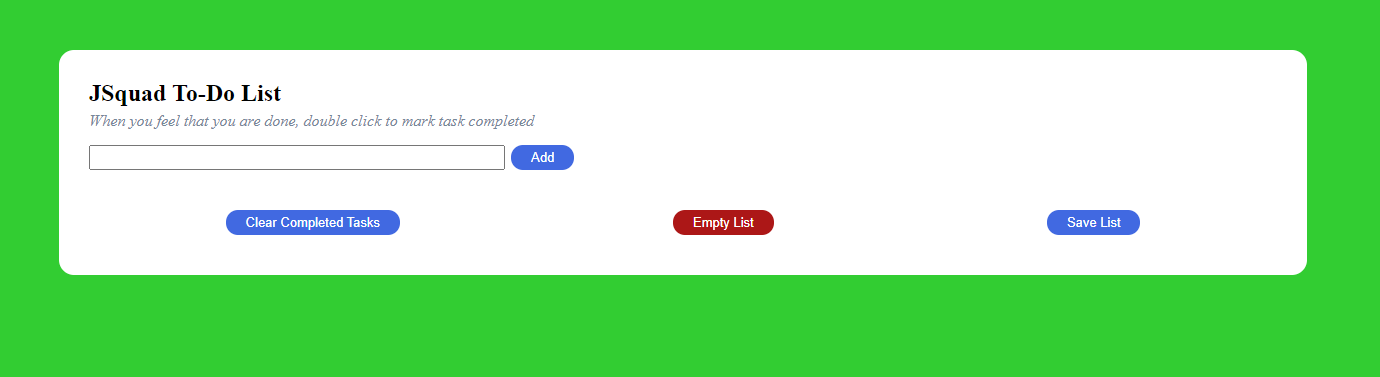 JSquad To-Do List
When you feel that you are done, double click to mark task completed
Add
Clear Completed Tasks
Empty List
Save List